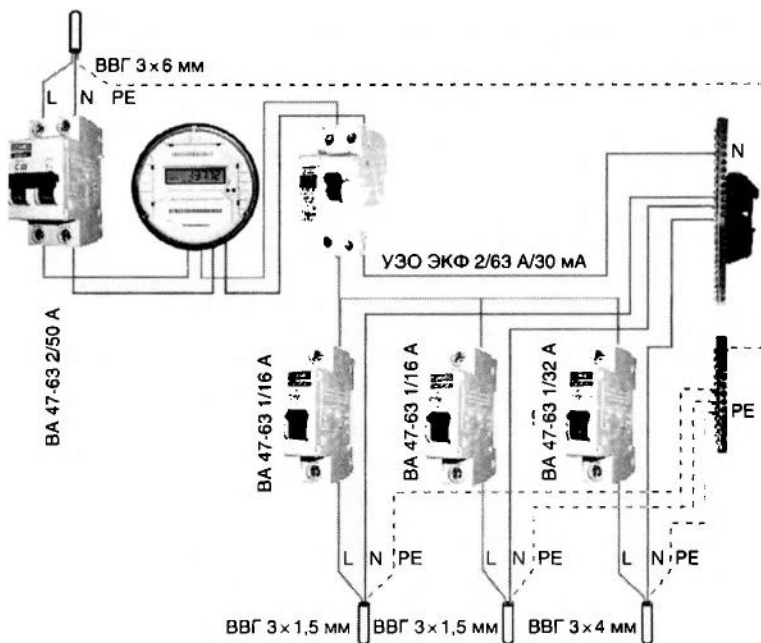 ВВГ 3×6 мм
L N PE
N
УЗО ЭКФ 2/63 А/30 мА
ВА 47-63 2/50 А
ВА 47-63 1/16 А
ВА 47-63 1/16 А
ВА 47-63 1/32 А
PE
L N PE
L N PE
L N PE
ВВГ 3×1,5 мм
ВВГ 3×1,5 мм
ВВГ 3×4 мм